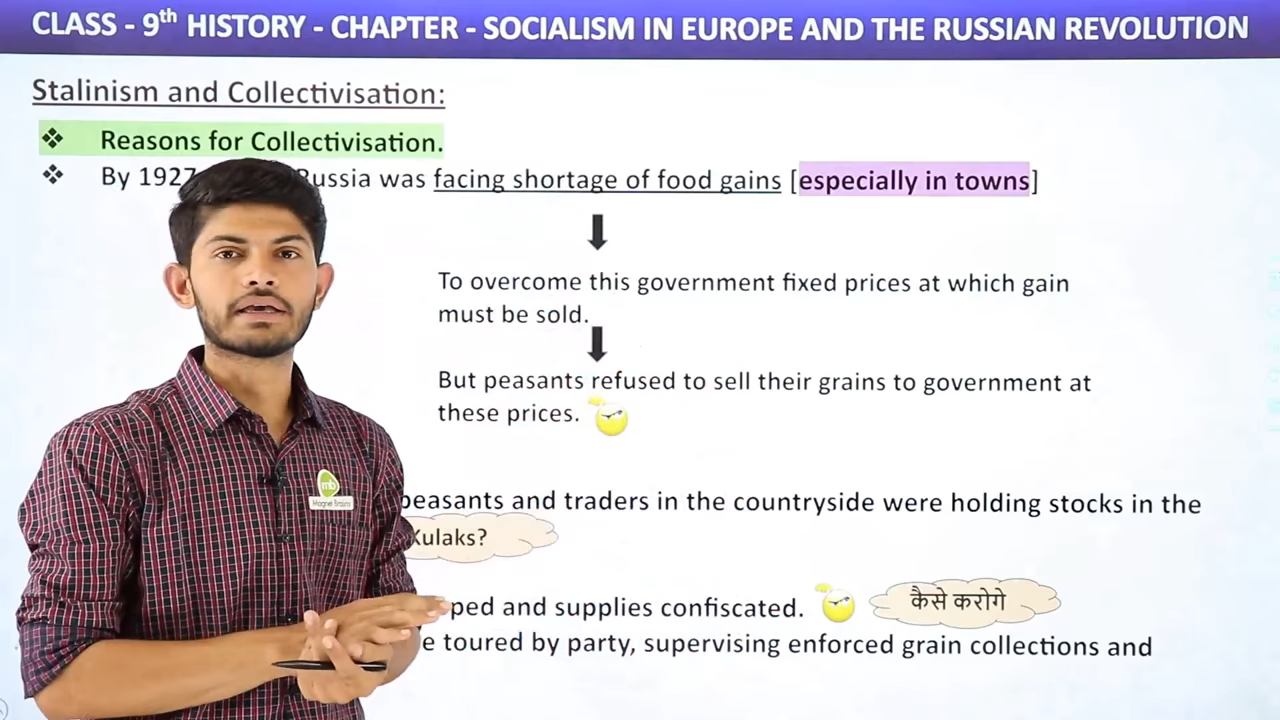 CLASS - 9th HISTORY - CHAPTER - SOCIALISM IN EUROPE AND THE RUSSIAN REVOLUTION
Stalinism and Collectivisation:
❖ Reasons for Collectivisation.
❖ By 1927 Russia was facing shortage of food gains [especially in towns]
To overcome this government fixed prices at which gain
must be sold.
But peasants refused to sell their grains to government at
these prices.
peasants and traders in the countryside were holding stocks in the
Kulaks?
mb
Magnet Brains
ped and supplies confiscated.
कैसे करोगे
e toured by party, supervising enforced grain collections and